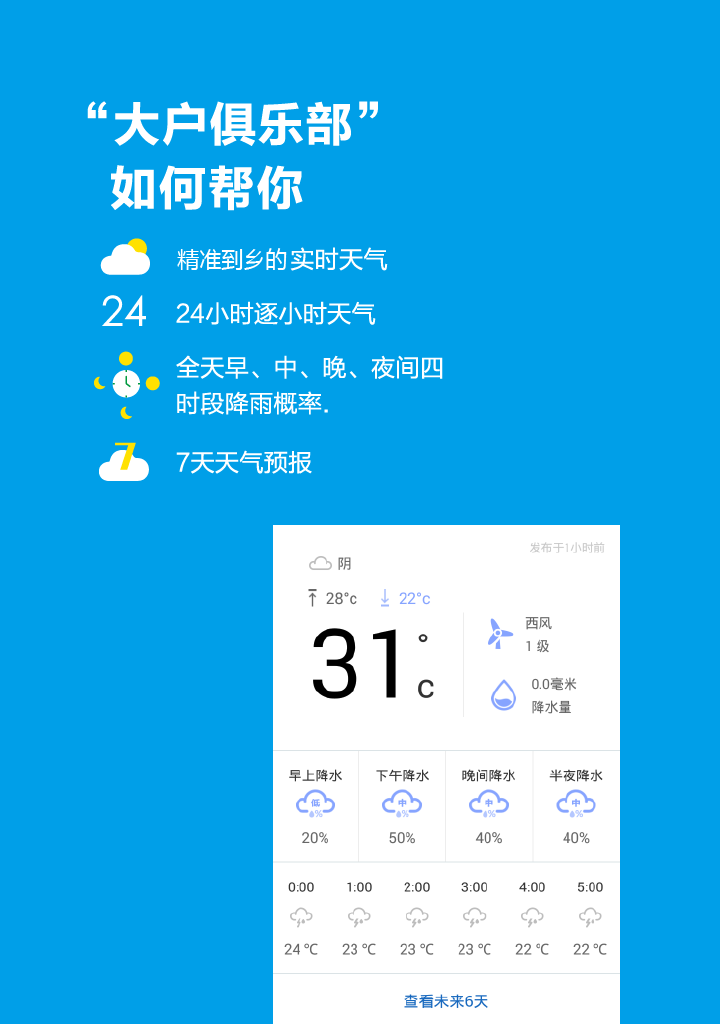 “大户俱乐部”
如何帮你
精准到乡的实时天气
24
24小时逐小时天气
全天早、中、晚、夜间四
时段降雨概率.
7
7天天气预报
发布于1小时前
阴
28°c
22°c
31°c
西风
1 级
0.0毫米
降水量
早上降水 下午降水 晚间降水 半夜降水
低 中 中 中
% % % %
20% 50% 40% 40%
0:00 1:00 2:00 3:00 4:00 5:00
24 ℃ 23 ℃ 23 ℃ 23 ℃ 22 ℃ 22 ℃
查看未来6天